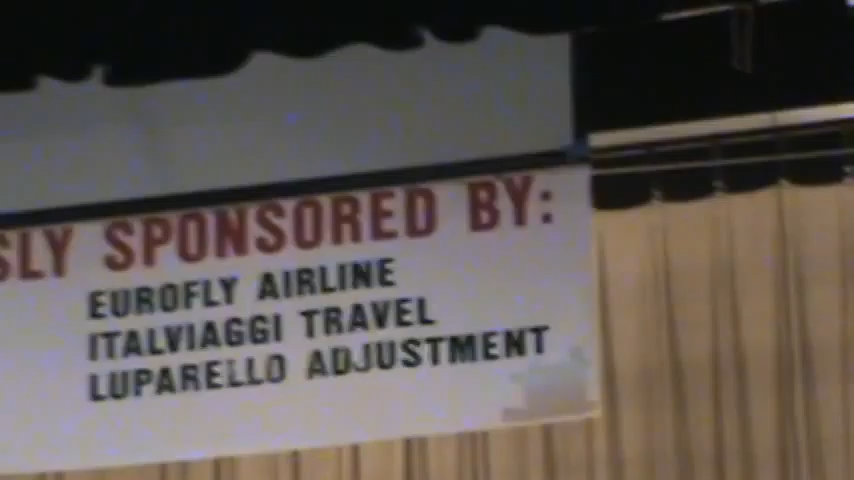 SLY SPONSORED BY:
EUROFLY AIRLINE
ITALVIAGGI TRAVEL
LUPARELLO ADJUSTMENT